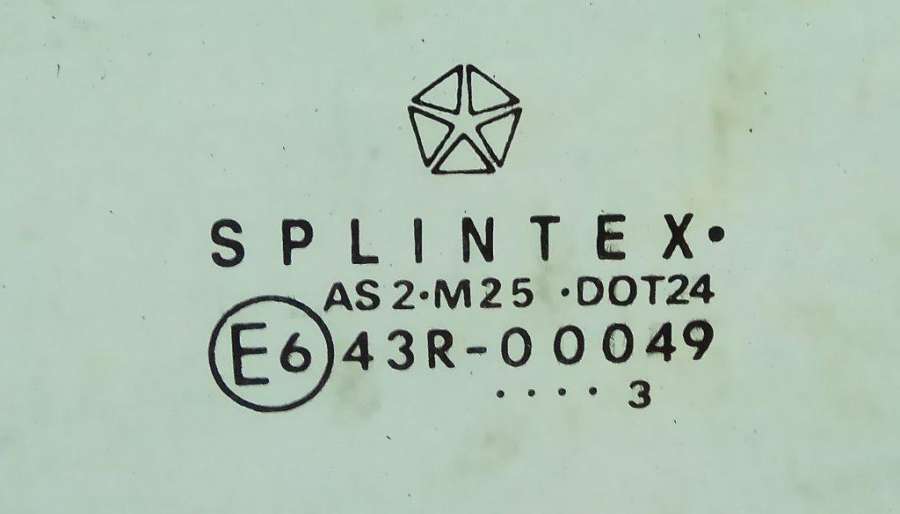 SPLINTEX•
AS2•M25 •DOT24
E6 43R-00049
.... 3